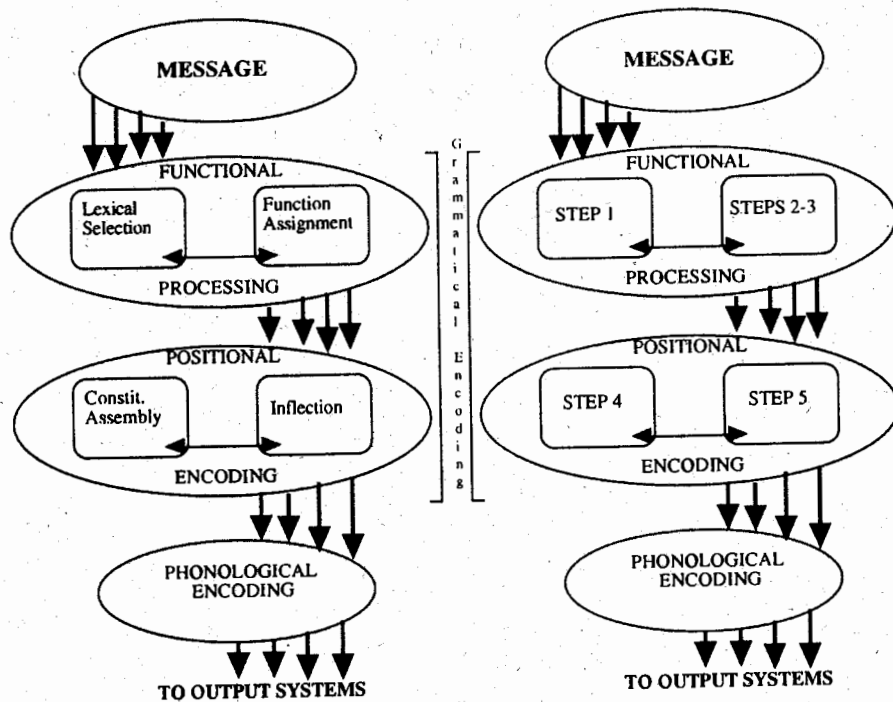 MESSAGE
FUNCTIONAL
Lexical
Selection
Function
Assignment
PROCESSING
POSITIONAL
Constit.
Assembly
Inflection
ENCODING
PHONOLOGICAL
ENCODING
TO OUTPUT SYSTEMS
Grammatical Encoding
MESSAGE
FUNCTIONAL
STEP 1
STEPS 2-3
PROCESSING
POSITIONAL
STEP 4
STEP 5
ENCODING
PHONOLOGICAL
ENCODING
TO OUTPUT SYSTEMS